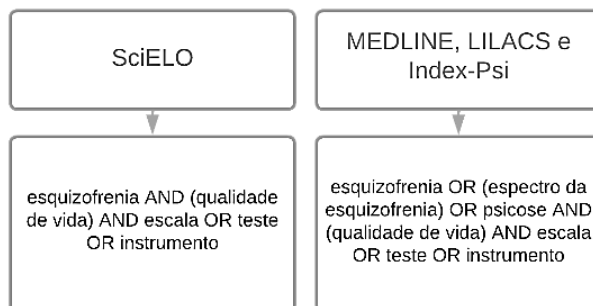 SciELO
MEDLINE, LILACS e
Index-Psi
esquizofrenia AND (qualidade
de vida) AND escala OR teste
OR instrumento
esquizofrenia OR (espectro da
esquizofrenia) OR psicose AND
(qualidade de vida) AND escala
OR teste OR instrumento